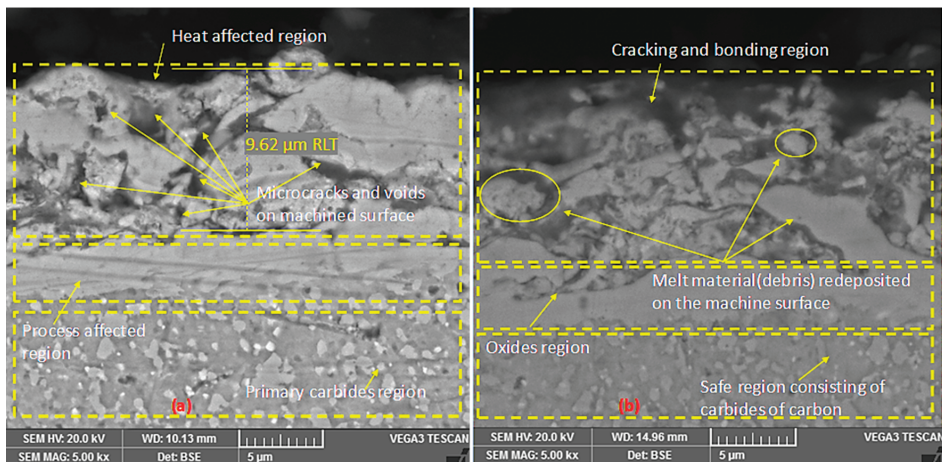 Heat affected region
9.62 µm RLT
Microcracks and voids
on machined surface
Process affected
region
Primary carbides region
(a)
SEM HV: 20.0 kV
WD: 10.13 mm
VEGA3 TESCAN
SEM MAG: 5.00 kx
Det: BSE
5 µm
Cracking and bonding region
Melt material(debris) redeposited
on the machine surface
Oxides region
Safe region consisting of
carbides of carbon
(b)
SEM HV: 20.0 kV
WD: 14.96 mm
VEGA3 TESCAN
SEM MAG: 5.00 kx
Det: BSE
5 µm